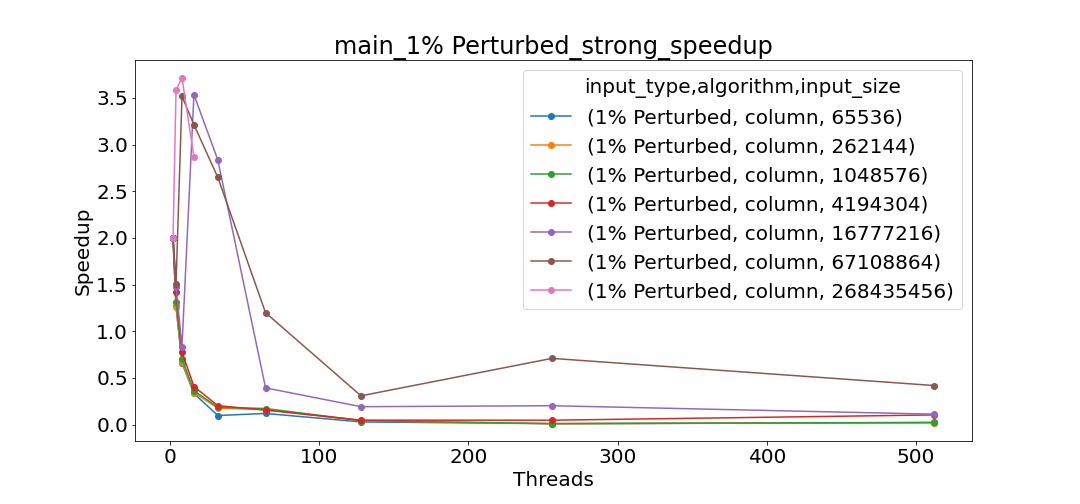 main_1% Perturbed_strong_speedup
input_type,algorithm,input_size
(1% Perturbed, column, 65536)
(1% Perturbed, column, 262144)
(1% Perturbed, column, 1048576)
(1% Perturbed, column, 4194304)
(1% Perturbed, column, 16777216)
(1% Perturbed, column, 67108864)
(1% Perturbed, column, 268435456)
Speedup
3.5
3.0
2.5
2.0
1.5
1.0
0.5
0.0
0 100 200 300 400 500
Threads